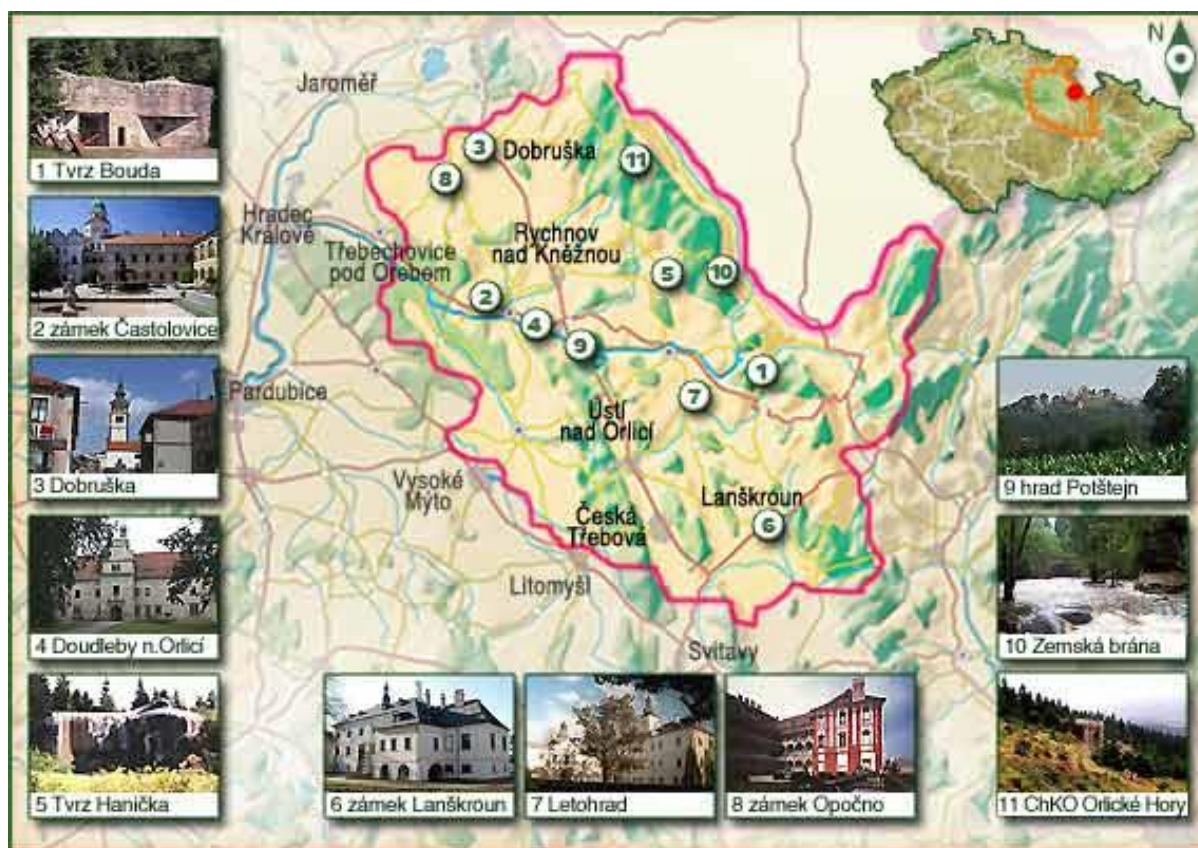 1 Tvrz Bouda
2 zámek Častolovice
3 Dobruška
4 Doudleby n.Orlicí
5 Tvrz Hanička
6 zámek Lanškroun
7 Letohrad
8 zámek Opočno
9 hrad Potštejn
10 Zemská brána
11 ChKO Orlické Hory
N
Jaroměř
3
Dobruška
11
8
Hradec
Králové
Třebechovice
pod Orebem
Rychnov
nad Kněžnou
5
10
2
4
9
1
Pardubice
7
Ústí
nad Orlicí
Vysoké
Mýto
Lanškroun
6
Česká
Třebová
Litomyšl
Svitavy